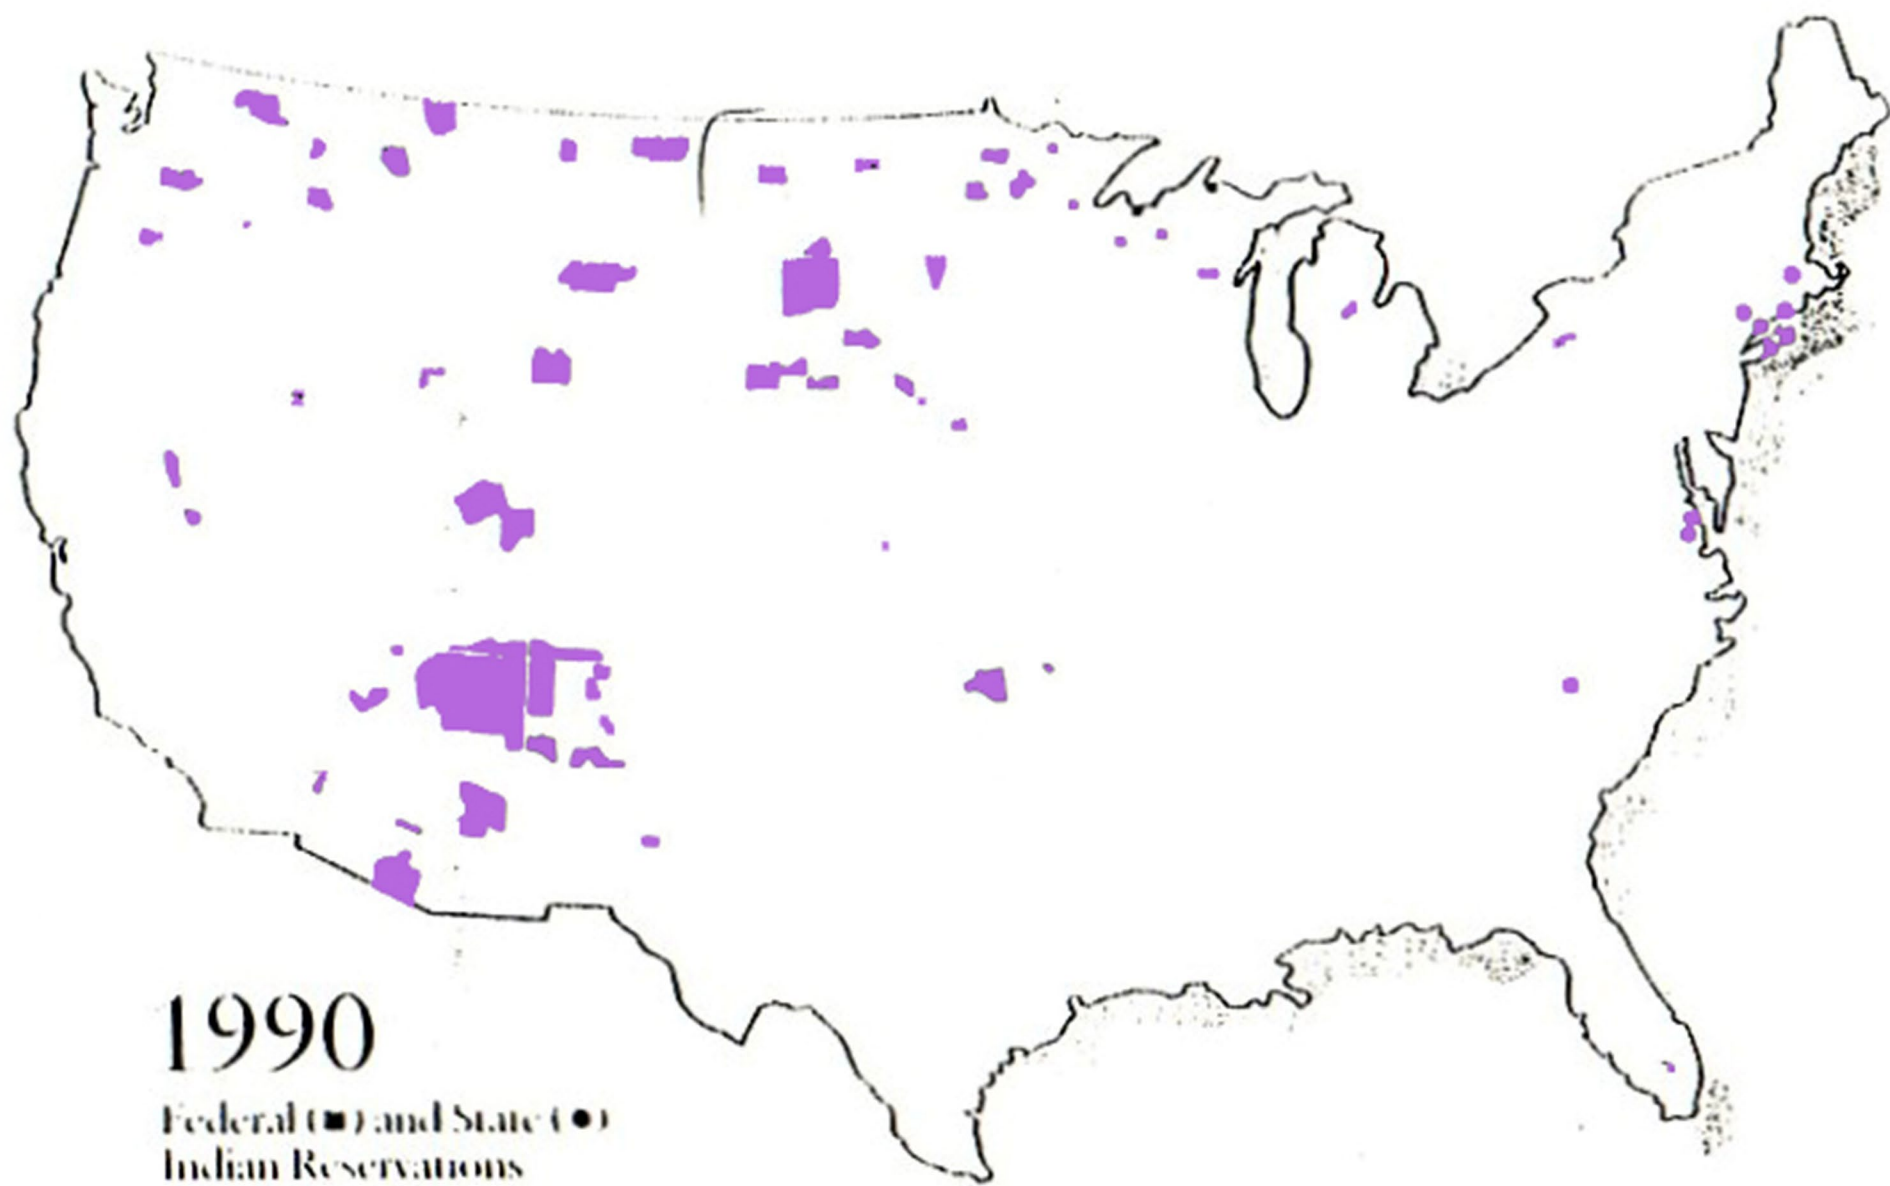 1990
Federal (■) and State (●)
Indian Reservations